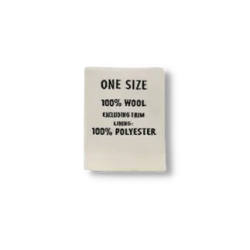 ONE SIZE
100% WOOL
EXCLUDING TRIM
LINING:
100% POLYESTER